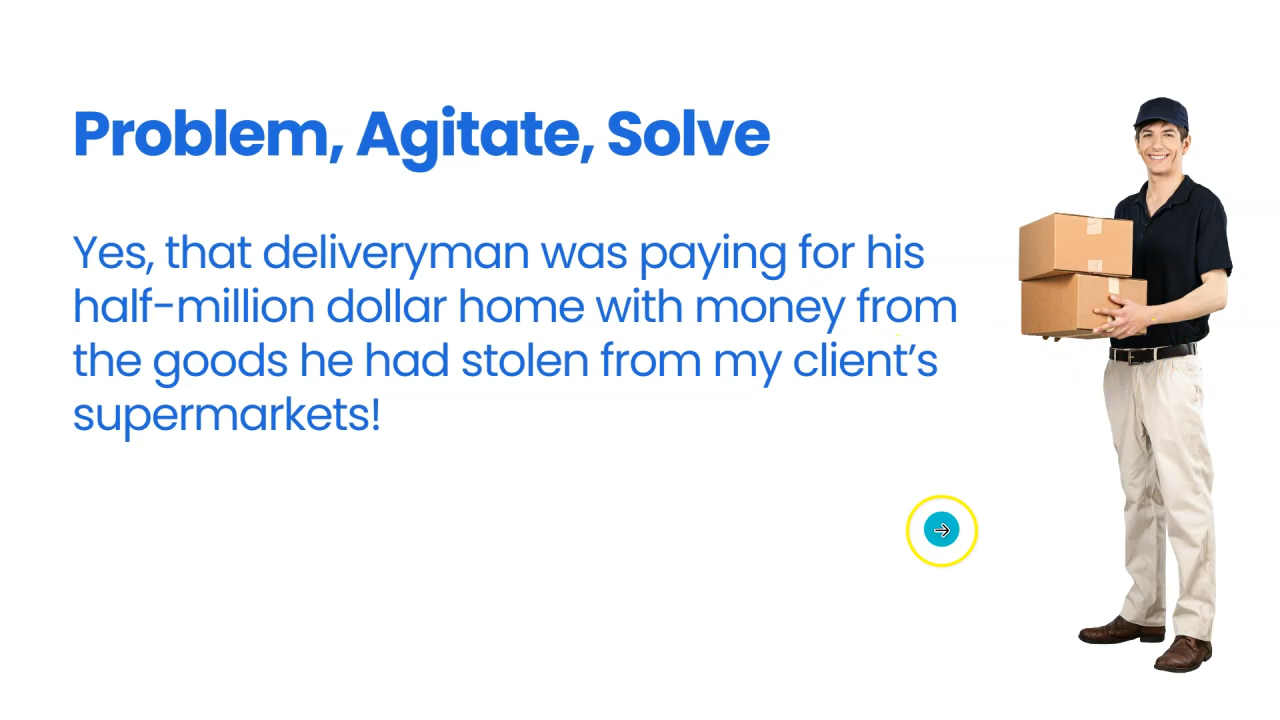 Problem, Agitate, Solve
Yes, that deliveryman was paying for his
half-million dollar home with money from
the goods he had stolen from my client’s
supermarkets!